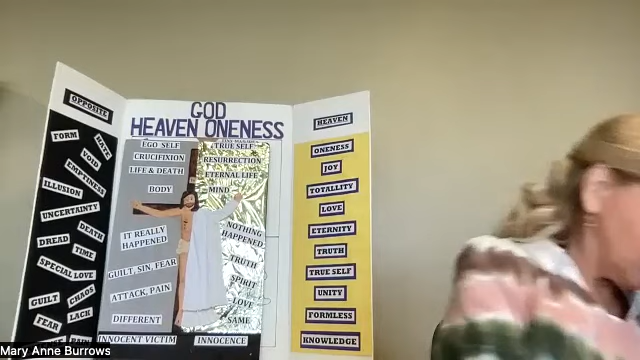 OPPOSITE
FORM
HATE
VOID
EMPTINESS
ILLUSION
UNCERTAINTY
DEATH
DREAD
TIME
SPECIAL LOVE
GUILT
CHAOS
LACK
FEAR
GOD
HEAVEN ONENESS
EGO SELF
CRUCIFIXION
LIFE & DEATH
BODY
IT REALLY
HAPPENED
GUILT, SIN, FEAR
ATTACK, PAIN
DIFFERENT
INNOCENT VICTIM
TRUE SELF
RESURRECTION
ETERNAL LIFE
MIND
NOTHING
HAPPENED
TRUTH
SPIRIT
LOVE
SAME
INNOCENCE
HEAVEN
ONENESS
JOY
TOTALLITY
LOVE
ETERNITY
TRUTH
TRUE SELF
UNITY
FORMLESS
KNOWLEDGE
Mary Anne Burrows